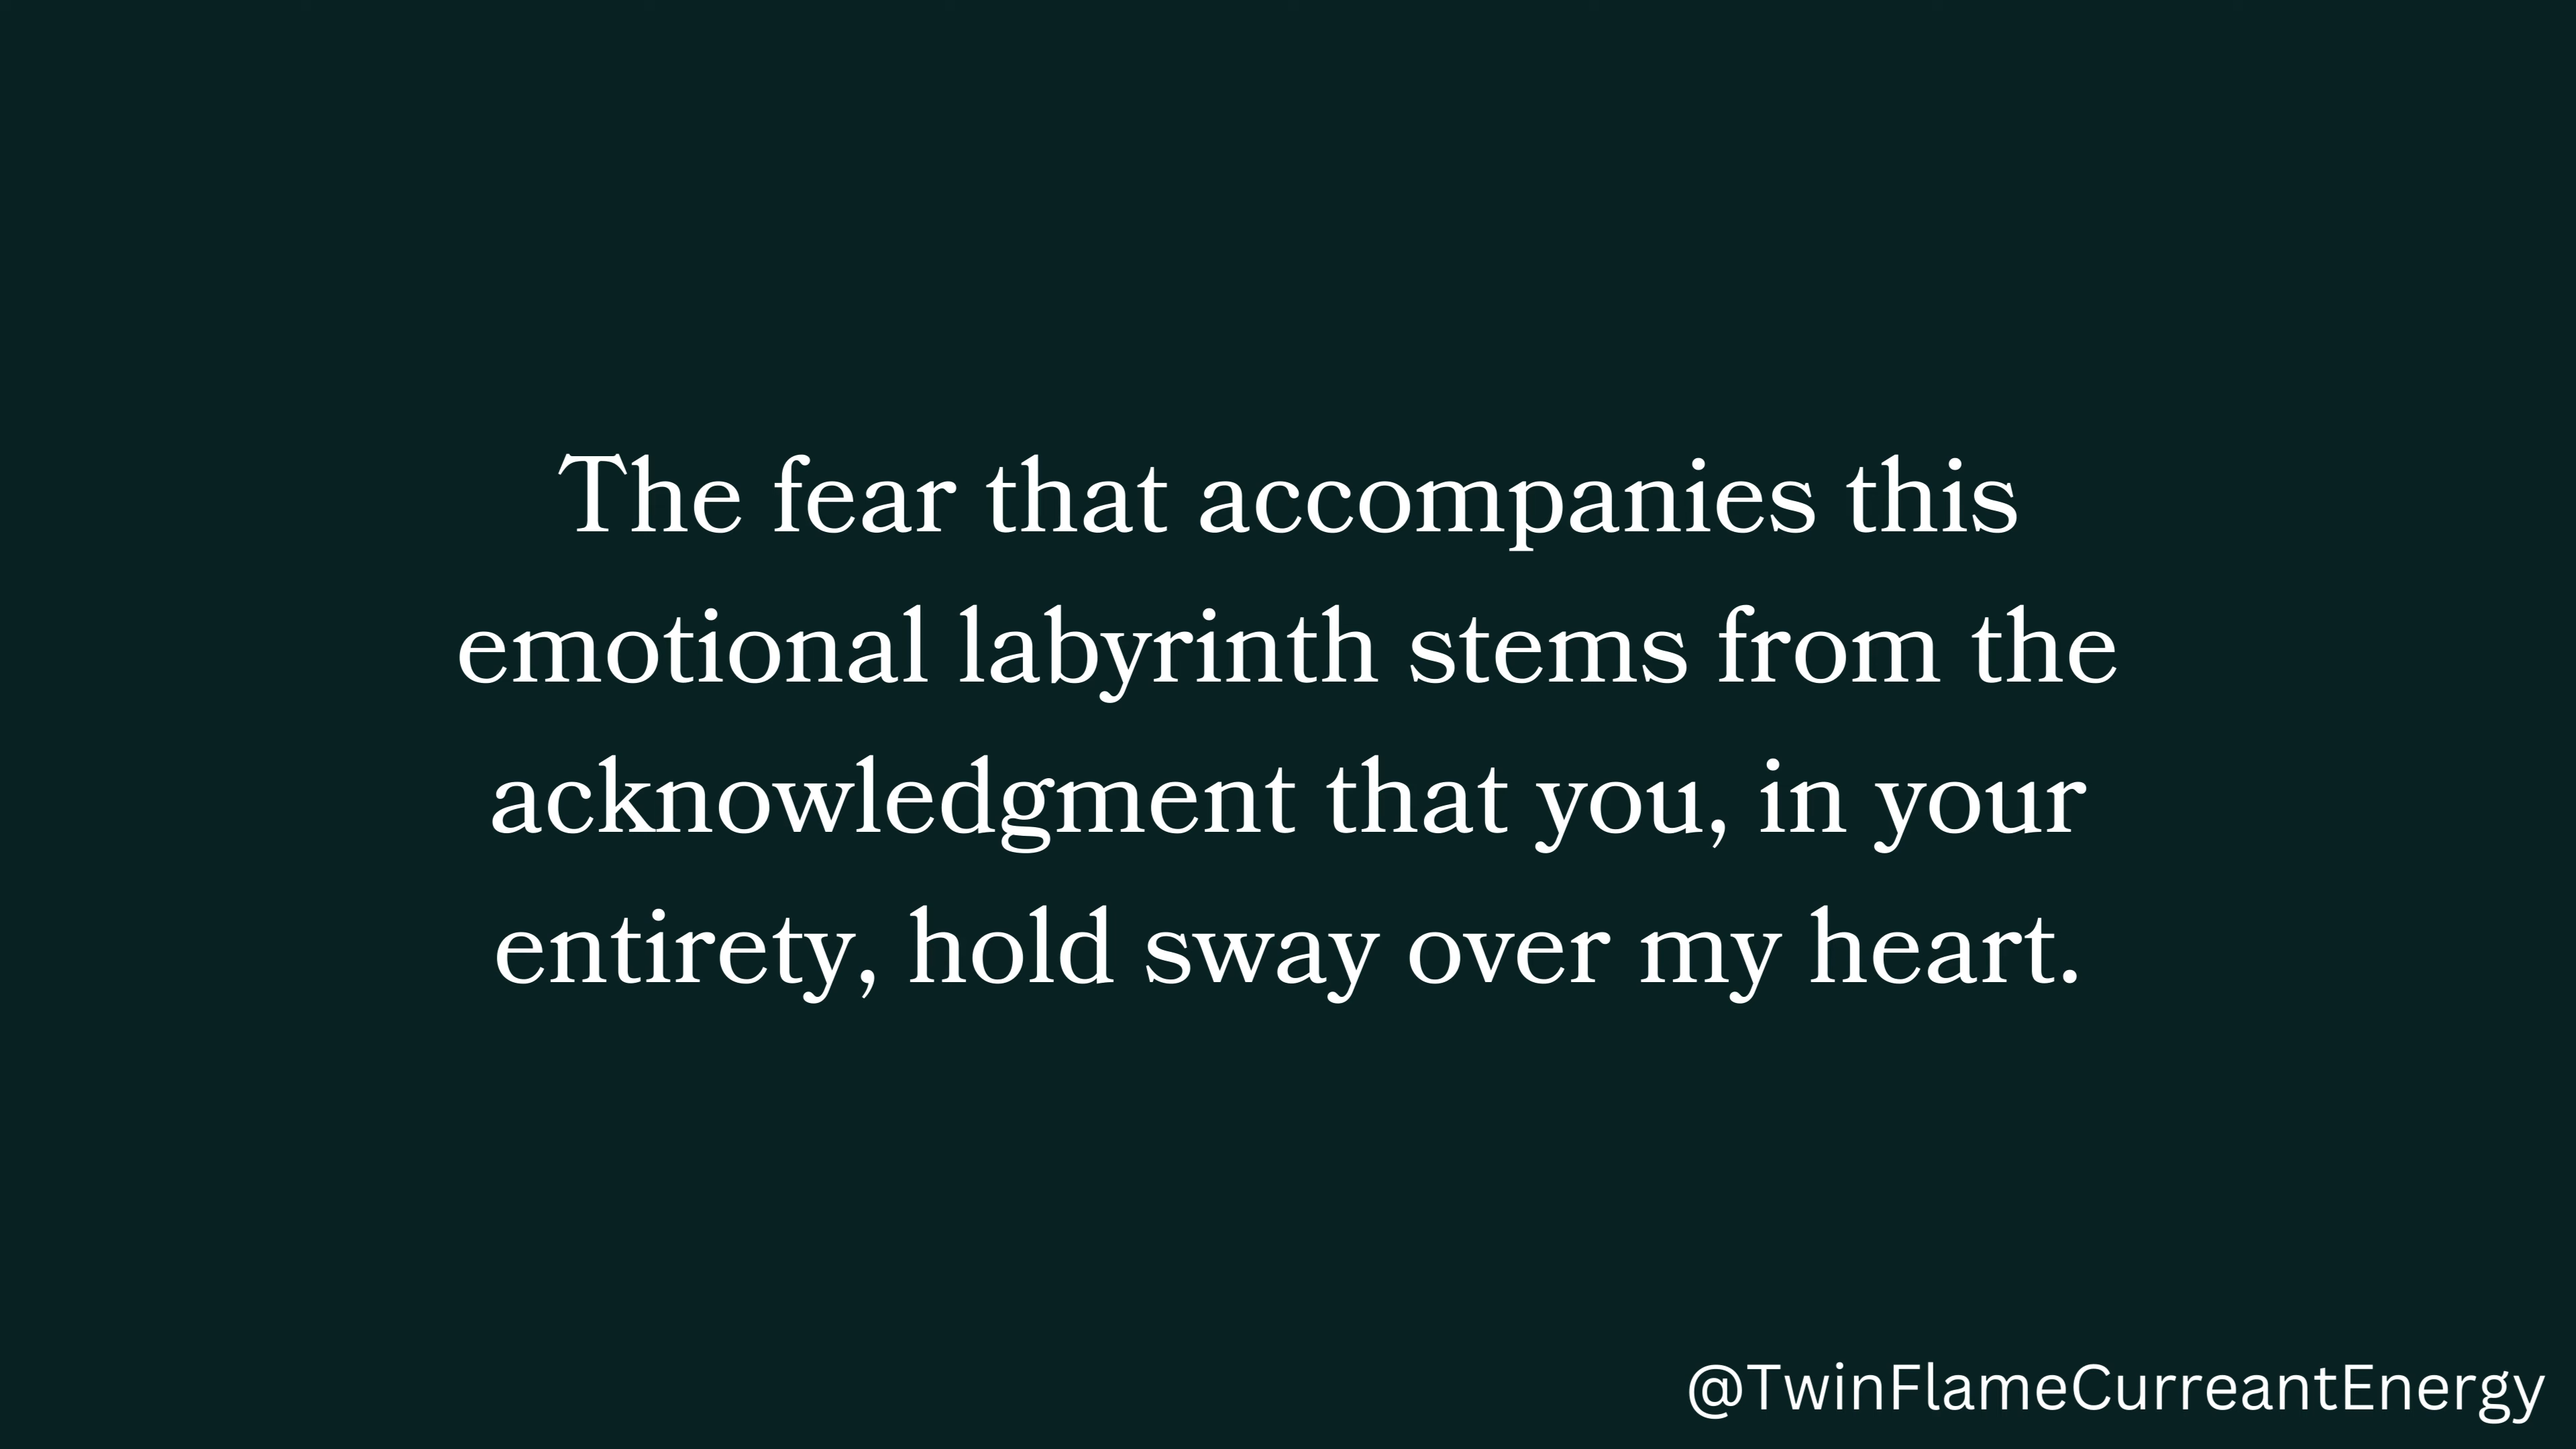 The fear that accompanies this
emotional labyrinth stems from the
acknowledgment that you, in your
entirety, hold sway over my heart.
@TwinFlameCurreantEnergy